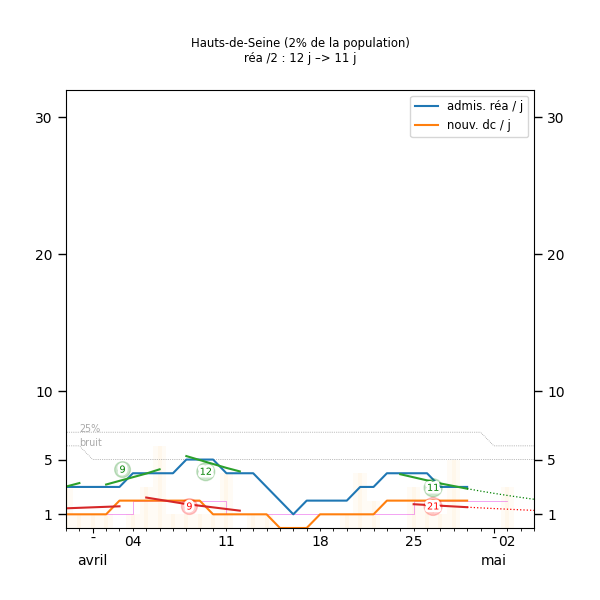 Hauts-de-Seine (2% de la population)
réa /2 : 12 j –> 11 j
admis. réa / j
nouv. dc / j
30
30
20
20
10
10
25%
bruit
5
5
9
12
11
9
21
1
1
- 04 11 18 25 - 02
avril mai